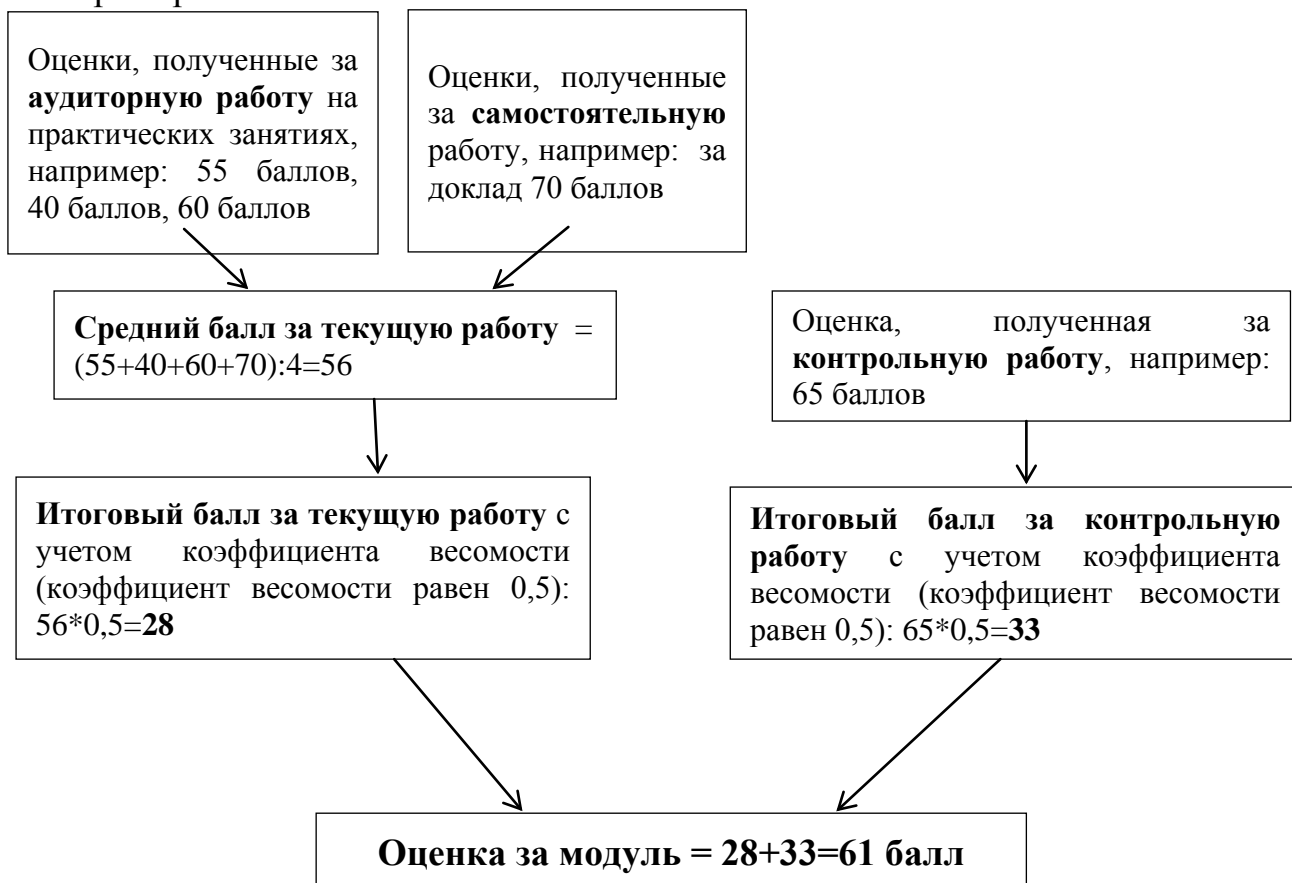 Оценки, полученные за
аудиторную работу на
практических занятиях,
например: 55 баллов,
40 баллов, 60 баллов
Оценки, полученные
за самостоятельную
работу, например: за
доклад 70 баллов
Средний балл за текущую работу =
(55+40+60+70):4=56
Оценка, полученная за
контрольную работу, например:
65 баллов
Итоговый балл за текущую работу с
учетом коэффициента весомости
(коэффициент весомости равен 0,5):
56*0,5=28
Итоговый балл за контрольную
работу с учетом коэффициента
весомости (коэффициент весомости
равен 0,5): 65*0,5=33
Оценка за модуль = 28+33=61 балл